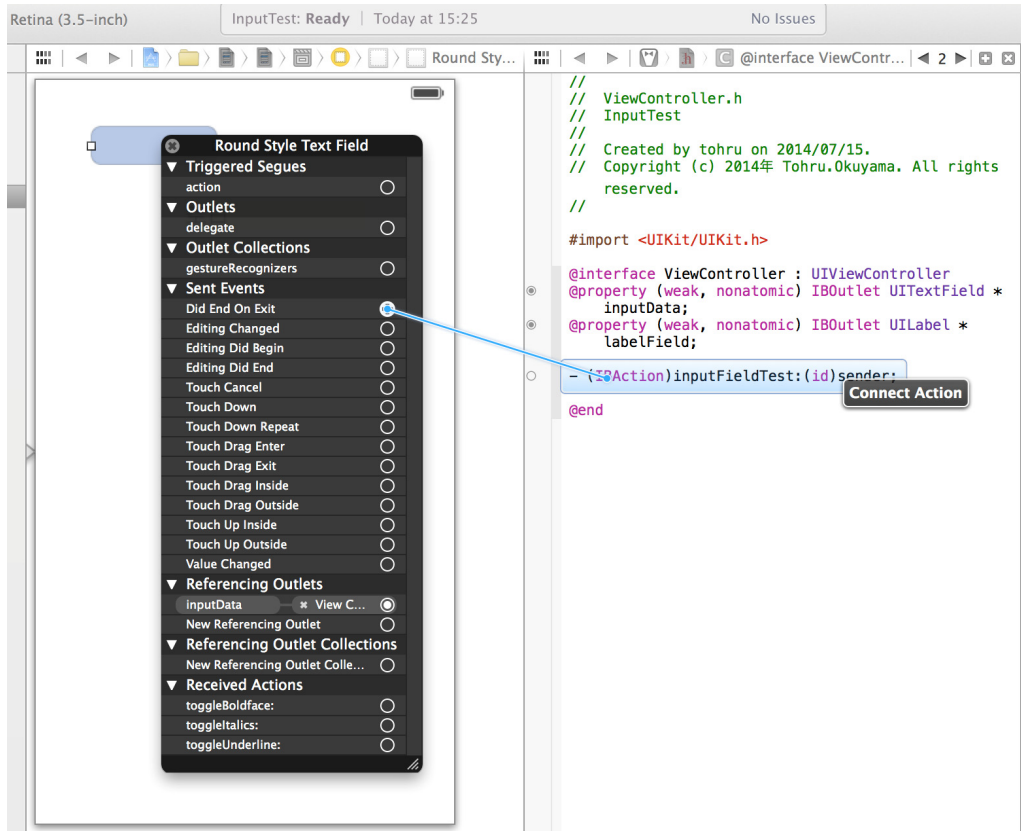 Retina (3.5-inch)
InputTest: Ready | Today at 15:25
No Issues
Round Sty...
@interface ViewContr...
2
Round Style Text Field
Triggered Segues
action
Outlets
delegate
Outlet Collections
gestureRecognizers
Sent Events
Did End On Exit
Editing Changed
Editing Did Begin
Editing Did End
Touch Cancel
Touch Down
Touch Down Repeat
Touch Drag Enter
Touch Drag Exit
Touch Drag Inside
Touch Drag Outside
Touch Up Inside
Touch Up Outside
Value Changed
Referencing Outlets
inputData
View C...
New Referencing Outlet
Referencing Outlet Collections
New Referencing Outlet Colle...
Received Actions
toggleBoldface:
toggleItalics:
toggleUnderline:
//
// ViewController.h
// InputTest
//
// Created by tohru on 2014/07/15.
// Copyright (c) 2014年 Tohru.Okuyama. All rights
reserved.
//
#import <UIKit/UIKit.h>
@interface ViewController : UIViewController
@property (weak, nonatomic) IBOutlet UITextField *
inputData;
@property (weak, nonatomic) IBOutlet UILabel *
labelField;
- (IBAction)inputFieldTest:(id)sender;
Connect Action
@end